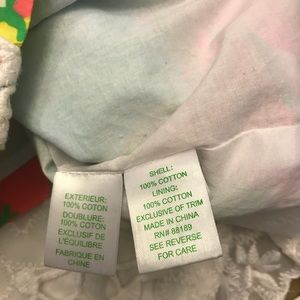 EXTERIEUR:
100% COTON
DOUBLURE:
100% COTON
EXCLUSIF DE
L'ÉQUILIBRE
FABRIQUE EN
CHINE
SHELL:
100% COTTON
LINING:
100% COTTON
EXCLUSIVE OF TRIM
MADE IN CHINA
RN# 88189
SEE REVERSE
FOR CARE